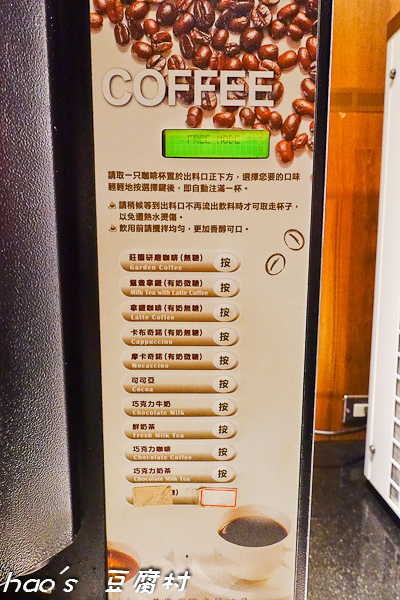 COFFEE
FREE MODE
請取一只咖啡杯置於出料口正下方，選擇您要的口味
輕輕地按選擇鍵後，即自動注滿一杯。
請稍候等到出料口不再流出飲料時才可取走杯子，
以免遭熱水燙傷。
飲用前請攪拌均勻，更加香醇可口。
莊園研磨咖啡(無糖) 按
Garden Coffee
鴛鴦拿鐵(有奶微糖) 按
Milk Tea with Latte Coffee
拿鐵咖啡(有奶無糖) 按
Latte Coffee
卡布奇諾(有奶無糖) 按
Cappuccino
摩卡奇諾(有奶微糖) 按
Mocaccino
可可亞 按
Cocoa
巧克力牛奶 按
Chocolate Milk
鮮奶茶 按
Fresh Milk Tea
巧克力咖啡 按
Chocolate Coffee
巧克力奶茶 按
Chocolate Milk Tea
hao's 豆腐村